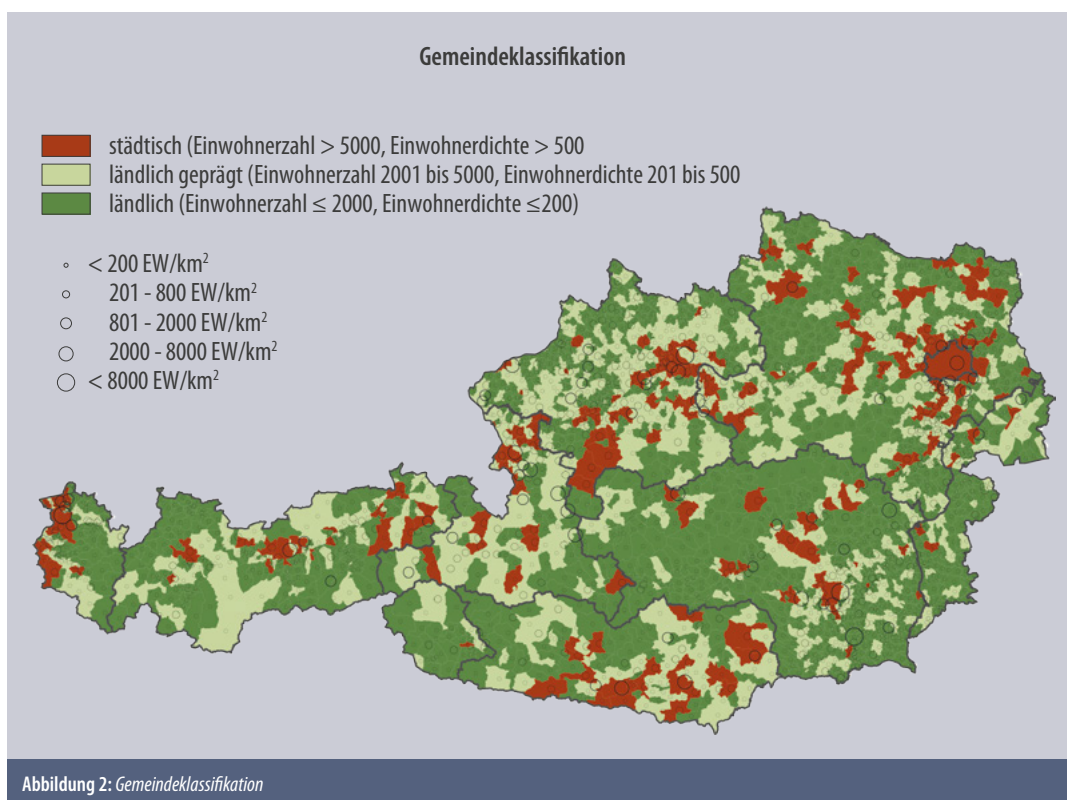 Gemeindeklassifikation
städtisch (Einwohnerzahl > 5000, Einwohnerdichte > 500
ländlich geprägt (Einwohnerzahl 2001 bis 5000, Einwohnerdichte 201 bis 500
ländlich (Einwohnerzahl ≤ 2000, Einwohnerdichte ≤200)
< 200 EW/km²
201 - 800 EW/km²
801 - 2000 EW/km²
2000 - 8000 EW/km²
< 8000 EW/km²
Abbildung 2: Gemeindeklassifikation